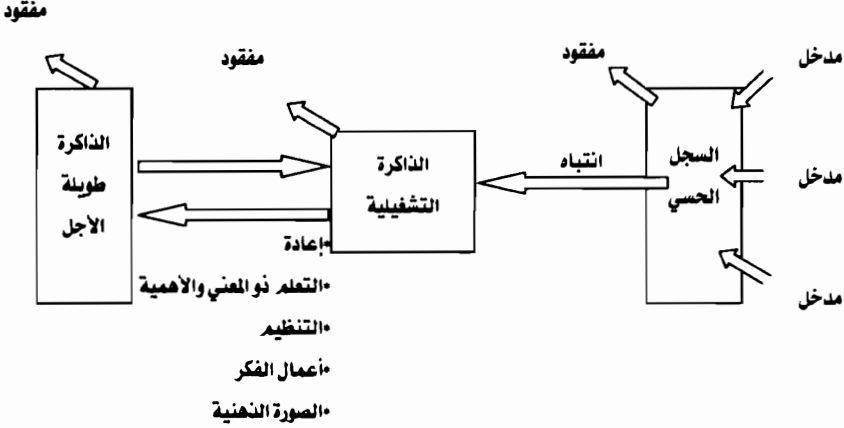 مفقود
مفقود
مفقود
مدخل
مدخل
مدخل
السجل
الحسي
انتباه
الذاكرة
التشغيلية
الذاكرة
طويلة
الأجل
•إعادة
•التعلم ذو المعني والأهمية
•التنظيم
•أعمال الفكر
•الصورة الذهنية